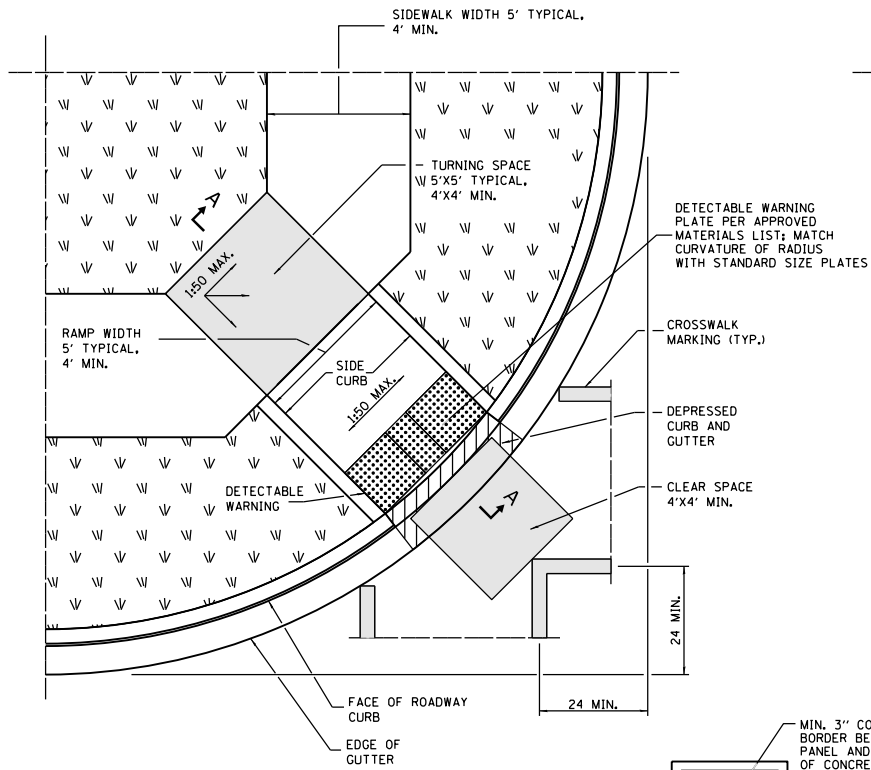 SIDEWALK WIDTH 5' TYPICAL,
4' MIN.
TURNING SPACE
5'X5' TYPICAL,
4'X4' MIN.
A
1:50 MAX.
DETECTABLE WARNING
PLATE PER APPROVED
MATERIALS LIST; MATCH
CURVATURE OF RADIUS
WITH STANDARD SIZE PLATES
RAMP WIDTH
5' TYPICAL,
4' MIN.
SIDE
CURB
1:50 MAX.
CROSSWALK
MARKING (TYP.)
DEPRESSED
CURB AND
GUTTER
DETECTABLE
WARNING
A
CLEAR SPACE
4'X4' MIN.
24 MIN.
24 MIN.
FACE OF ROADWAY
CURB
EDGE OF
GUTTER
MIN. 3" CO
BORDER BE
PANEL AND
OF CONCRE